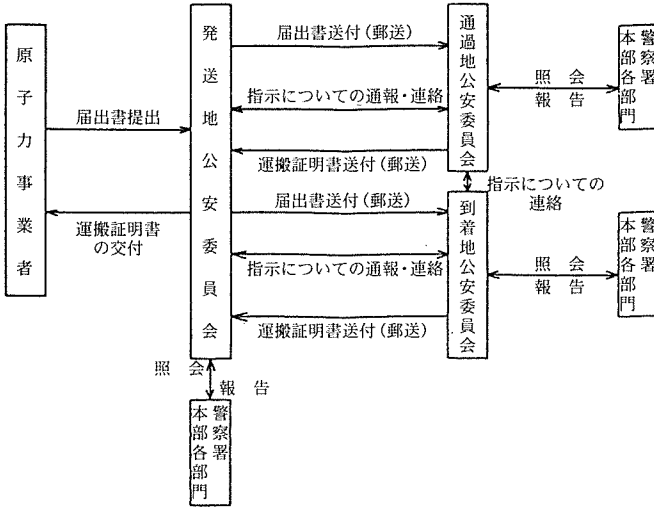 原子力事業者
届出書提出
運搬証明書
の交付
発送地公安委員会
届出書送付(郵送)
指示についての通報・連絡
運搬証明書送付(郵送)
届出書送付(郵送)
指示についての通報・連絡
運搬証明書送付(郵送)
通過地公安委員会
指示についての
連絡
到着地公安委員会
照会
報告
警察署
本部各部門
照会
報告
警察署
本部各部門
照会
報告
警察署
本部各部門